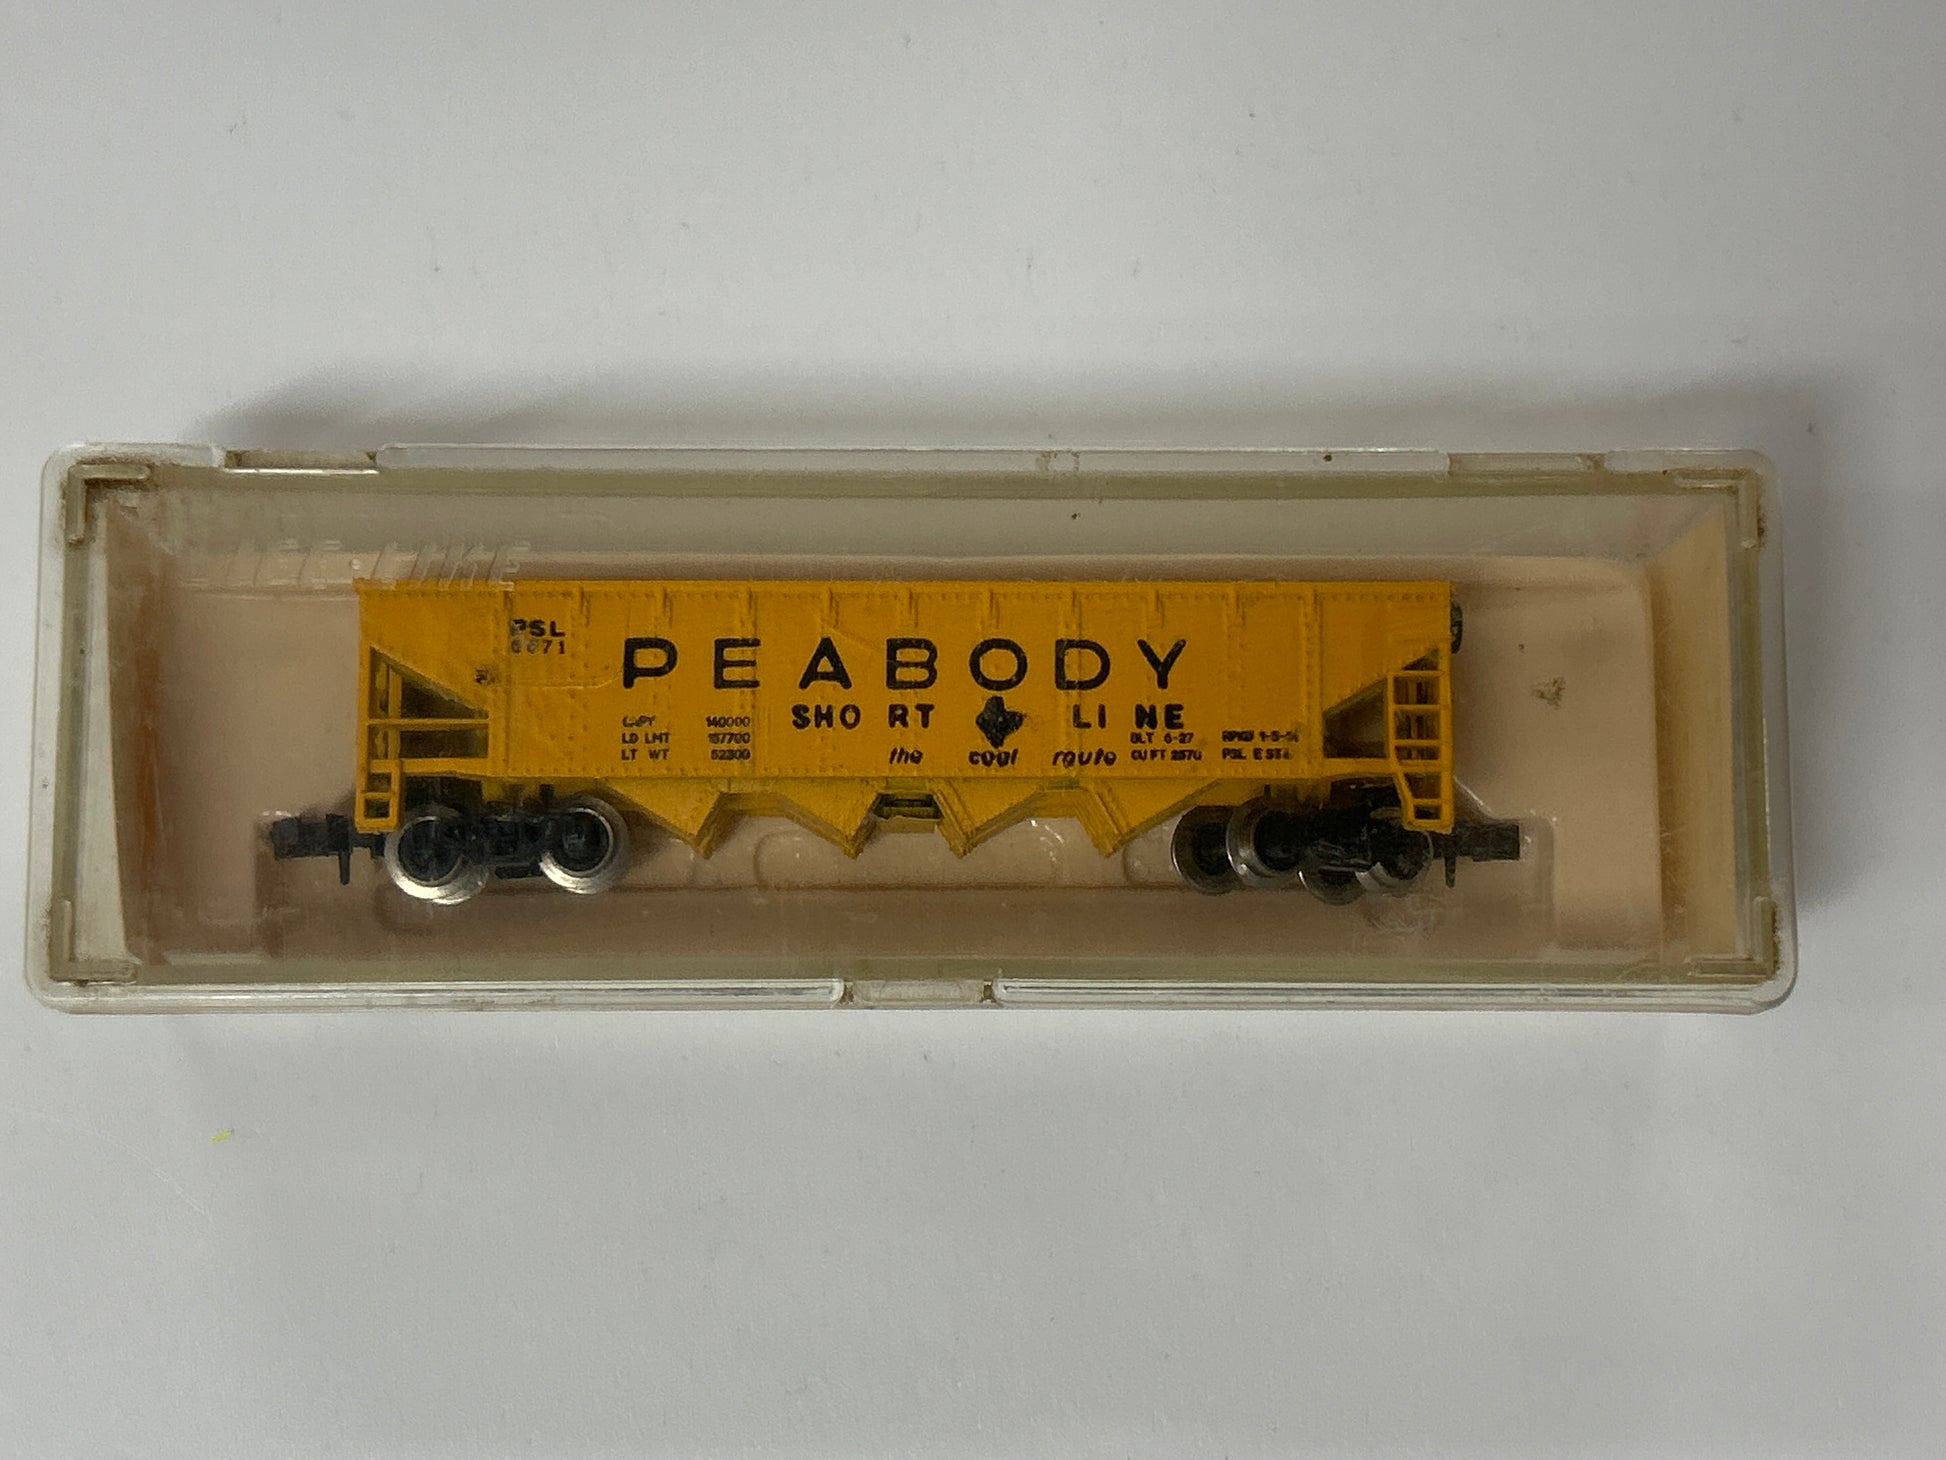 PSL
PEABODY
SHORT LINE
the coal route
CAPY 140000
LD LMT 157700
LT WT 52300
BLT 6-27
CU FT 2570
PSL